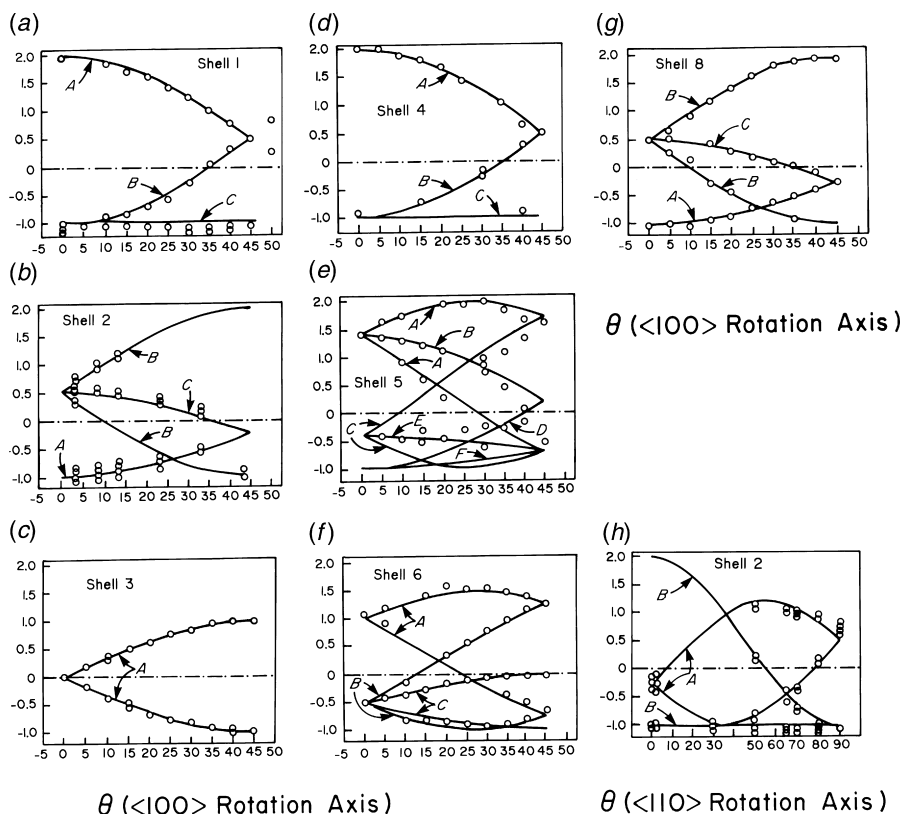 (a)
2.0
1.5
1.0
0.5
0
-0.5
-1.0
Shell 1
A
B
C
-5 0 5 10 15 20 25 30 35 40 45 50
(d)
2.0
1.5
1.0
0.5
0
-0.5
-1.0
Shell 4
A
B
C
-5 0 5 10 15 20 25 30 35 40 45 50
(g)
2.0
1.5
1.0
0.5
0
-0.5
-1.0
Shell 8
B
C
A
B
-5 0 5 10 15 20 25 30 35 40 45 50
(b)
2.0
1.5
1.0
0.5
0
-0.5
-1.0
Shell 2
B
C
B
A
-5 0 5 10 15 20 25 30 35 40 45 50
(e)
2.0
1.5
1.0
0.5
0
-0.5
-1.0
Shell 5
A
B
A
C
E
D
F
-5 0 5 10 15 20 25 30 35 40 45 50
θ (<100> Rotation Axis)
(c)
2.0
1.5
1.0
0.5
0
-0.5
-1.0
Shell 3
A
-5 0 5 10 15 20 25 30 35 40 45 50
(f)
2.0
1.5
1.0
0.5
0
-0.5
-1.0
Shell 6
A
B
C
-5 0 5 10 15 20 25 30 35 40 45 50
(h)
2.0
1.5
1.0
0.5
0
-0.5
-1.0
Shell 2
B
A
B
0 10 20 30 40 50 60 70 80 90
θ (<100> Rotation Axis)
θ (<110> Rotation Axis)